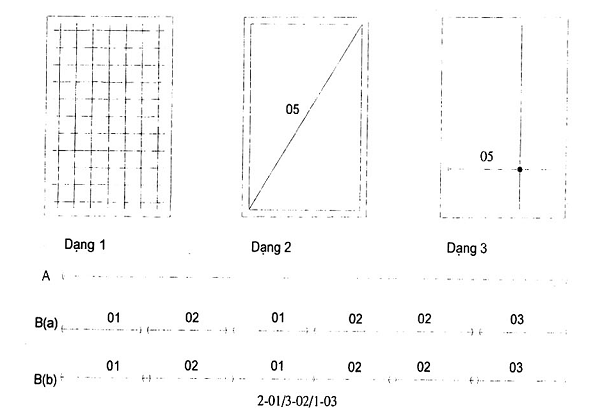 05
05
Dạng 1 Dạng 2 Dạng 3
A
B(a) 01 02 01 02 02 03
B(b) 01 02 01 02 02 03
2-01/3-02/1-03